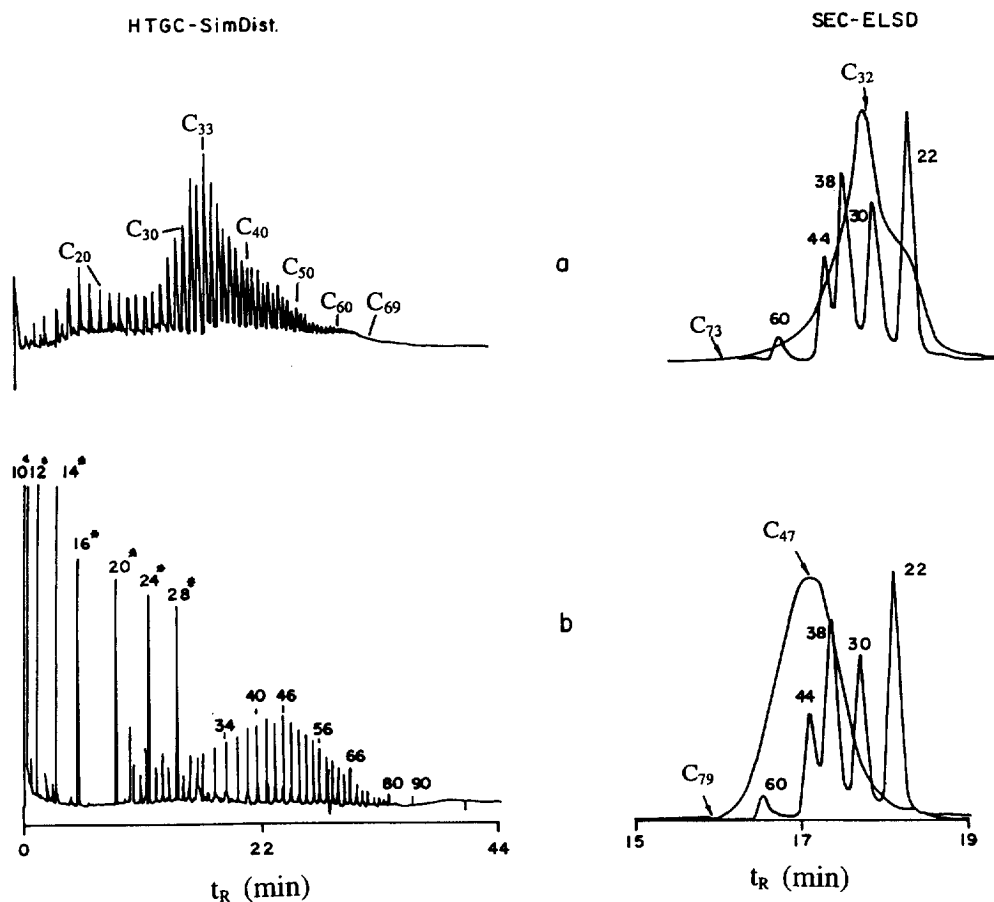 HTGC-SimDist.
SEC-ELSD
C33
C30
C20
C40
C50
C60
C69
a
C32
22
38
30
44
60
C73
10* 12* 14*
16*
20*
24*
28*
34
40
46
56
66
80
90
b
C47
22
38
30
44
60
C79
0
22
44
15
17
19
tR (min)
tR (min)